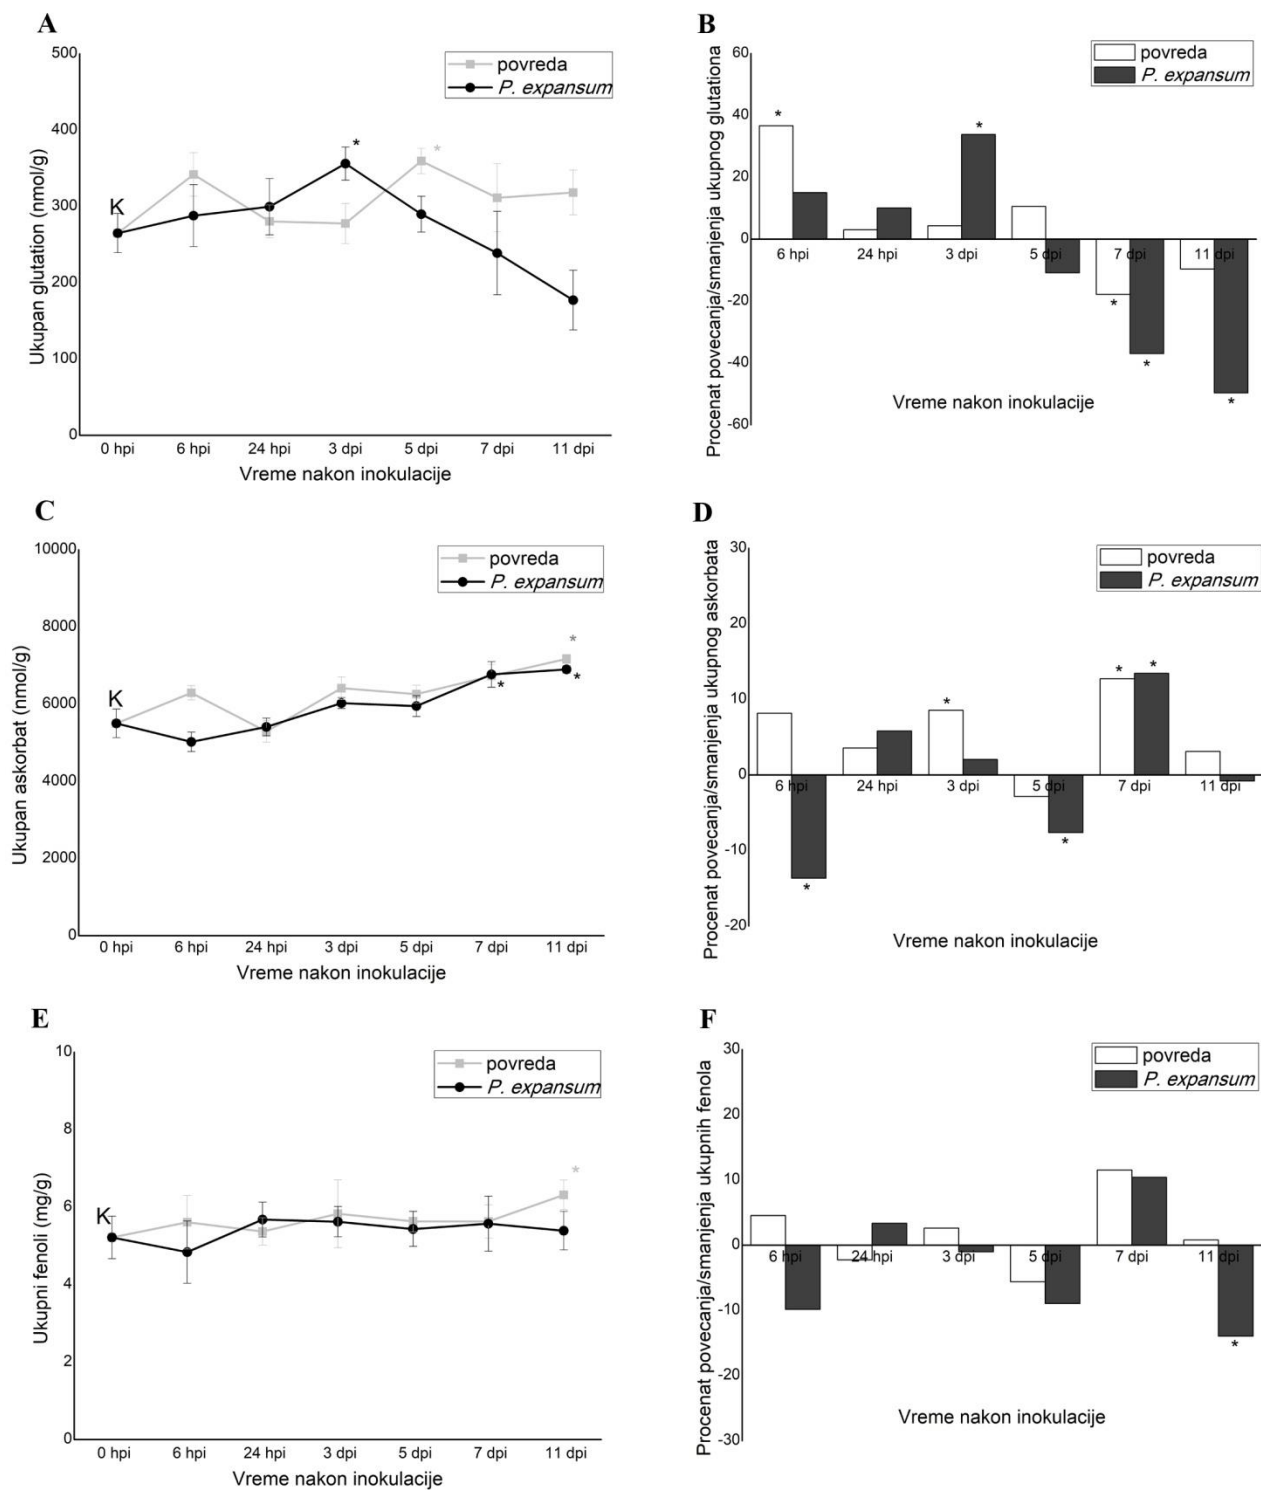 A
500
400
300
200
100
0
Ukupan glutation (nmol/g)
povreda
P. expansum
K
*
*
0 hpi 6 hpi 24 hpi 3 dpi 5 dpi 7 dpi 11 dpi
Vreme nakon inokulacije
B
60
40
20
0
-20
-40
-60
Procenat povecanja/smanjenja ukupnog glutationa
povreda
P. expansum
*
*
6 hpi 24 hpi 3 dpi 5 dpi 7 dpi 11 dpi
*
*
*
Vreme nakon inokulacije
C
10000
8000
6000
4000
2000
0
Ukupan askorbat (nmol/g)
povreda
P. expansum
K
*
*
*
0 hpi 6 hpi 24 hpi 3 dpi 5 dpi 7 dpi 11 dpi
Vreme nakon inokulacije
D
30
20
10
0
-10
-20
Procenat povecanja/smanjenja ukupnog askorbata
povreda
P. expansum
*
*
*
6 hpi 24 hpi 3 dpi 5 dpi 7 dpi 11 dpi
*
*
Vreme nakon inokulacije
E
10
8
6
4
2
0
Ukupni fenoli (mg/g)
povreda
P. expansum
K
*
0 hpi 6 hpi 24 hpi 3 dpi 5 dpi 7 dpi 11 dpi
Vreme nakon inokulacije
F
30
20
10
0
-10
-20
-30
Procenat povecanja/smanjenja ukupnih fenola
povreda
P. expansum
6 hpi 24 hpi 3 dpi 5 dpi 7 dpi 11 dpi
*
Vreme nakon inokulacije